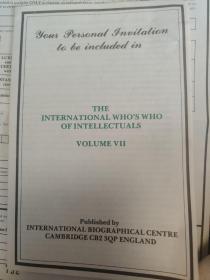 Your Personal Invitation
to be included in
THE
INTERNATIONAL WHO'S WHO
OF INTELLECTUALS
VOLUME VII
Published by
INTERNATIONAL BIOGRAPHICAL CENTRE
CAMBRIDGE CB2 3QP ENGLAND